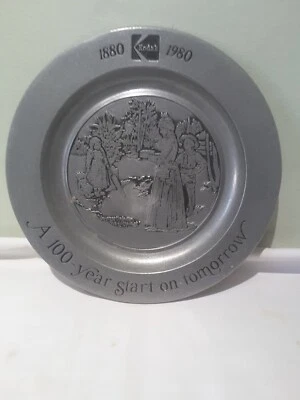 1880 Kodak 1980
A 100 year start on tomorrow